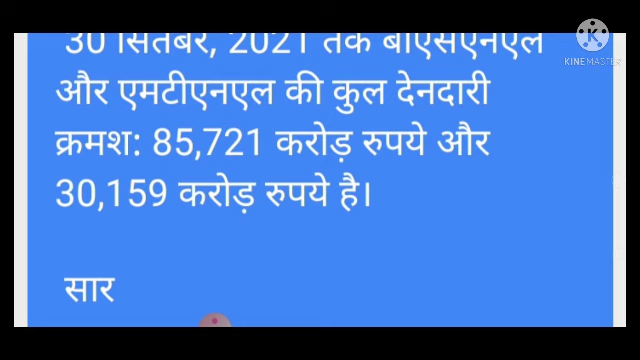 30 सितंबर, 2021 तक बीएसएनएल
और एमटीएनएल की कुल देनदारी
क्रमश: 85,721 करोड़ रुपये और
30,159 करोड़ रुपये है।
सार
KINEMASTER